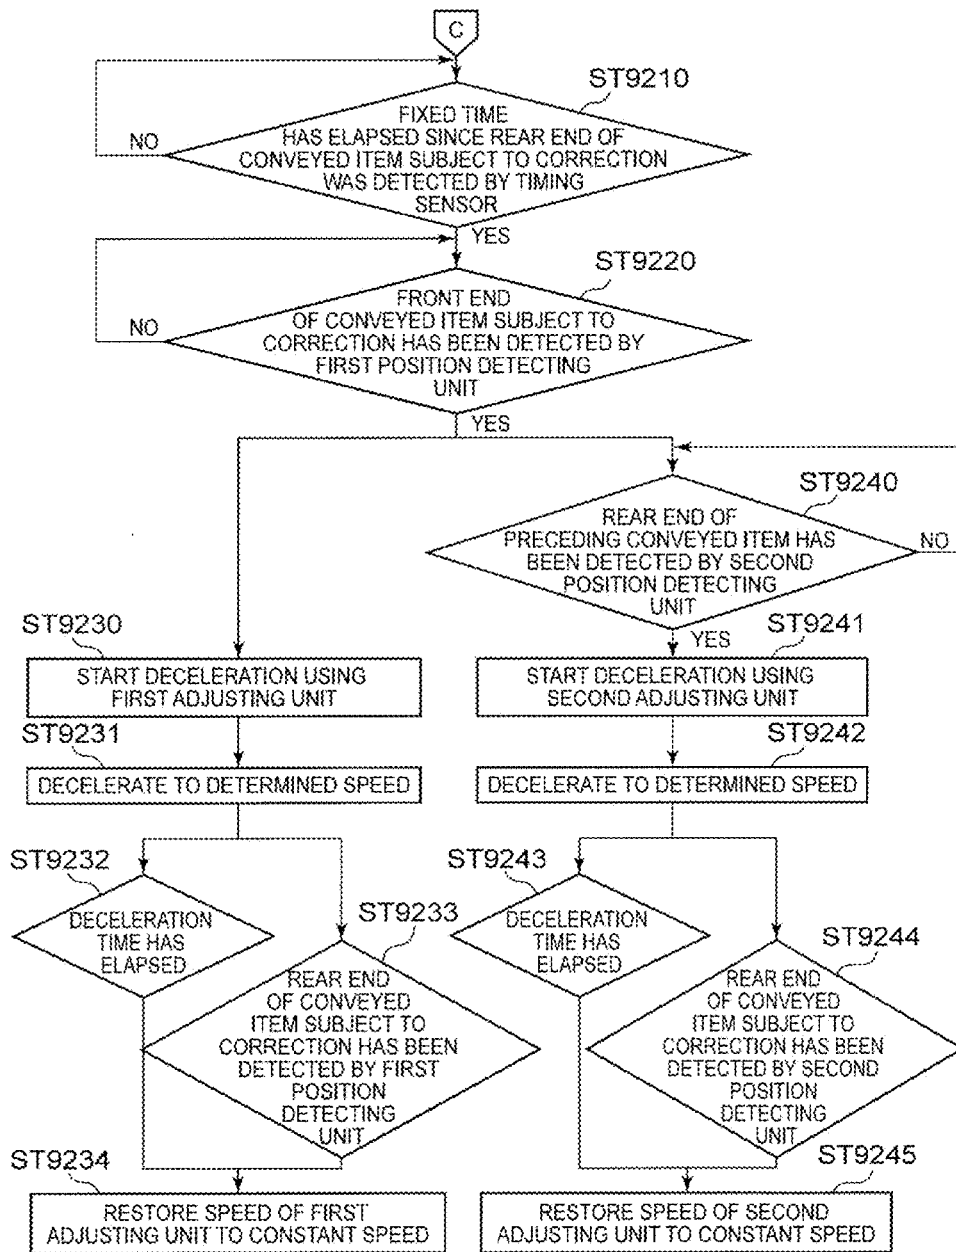 C
ST9210
FIXED TIME
HAS ELAPSED SINCE REAR END OF
CONVEYED ITEM SUBJECT TO CORRECTION
WAS DETECTED BY TIMING
SENSOR
NO
YES
ST9220
FRONT END
OF CONVEYED ITEM SUBJECT TO
CORRECTION HAS BEEN DETECTED BY
FIRST POSITION DETECTING
UNIT
NO
YES
ST9240
REAR END OF
PRECEDING CONVEYED ITEM HAS
BEEN DETECTED BY SECOND
POSITION DETECTING
UNIT
NO
YES
ST9230
START DECELERATION USING
FIRST ADJUSTING UNIT
ST9241
START DECELERATION USING
SECOND ADJUSTING UNIT
ST9231
DECELERATE TO DETERMINED SPEED
ST9242
DECELERATE TO DETERMINED SPEED
ST9232
DECELERATION
TIME HAS
ELAPSED
ST9233
REAR END
OF CONVEYED
ITEM SUBJECT TO
CORRECTION HAS BEEN
DETECTED BY FIRST
POSITION
DETECTING
UNIT
ST9243
DECELERATION
TIME HAS
ELAPSED
ST9244
REAR END
OF CONVEYED
ITEM SUBJECT TO
CORRECTION HAS BEEN
DETECTED BY SECOND
POSITION
DETECTING
UNIT
ST9234
RESTORE SPEED OF FIRST
ADJUSTING UNIT TO CONSTANT SPEED
ST9245
RESTORE SPEED OF SECOND
ADJUSTING UNIT TO CONSTANT SPEED